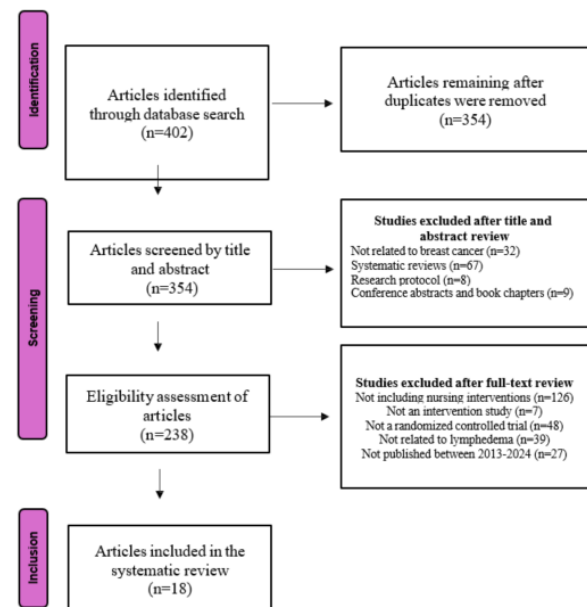 Identification
Articles identified
through database search
(n=402)
Articles remaining after
duplicates were removed
(n=354)
Screening
Articles screened by title
and abstract
(n=354)
Studies excluded after title and
abstract review
Not related to breast cancer (n=32)
Systematic reviews (n=67)
Research protocol (n=8)
Conference abstracts and book chapters (n=9)
Eligibility assessment of
articles
(n=238)
Studies excluded after full-text review
Not including nursing interventions (n=126)
Not an intervention study (n=7)
Not a randomized controlled trial (n=48)
Not related to lymphedema (n=39)
Not published between 2013-2024 (n=27)
Inclusion
Articles included in the
systematic review
(n=18)